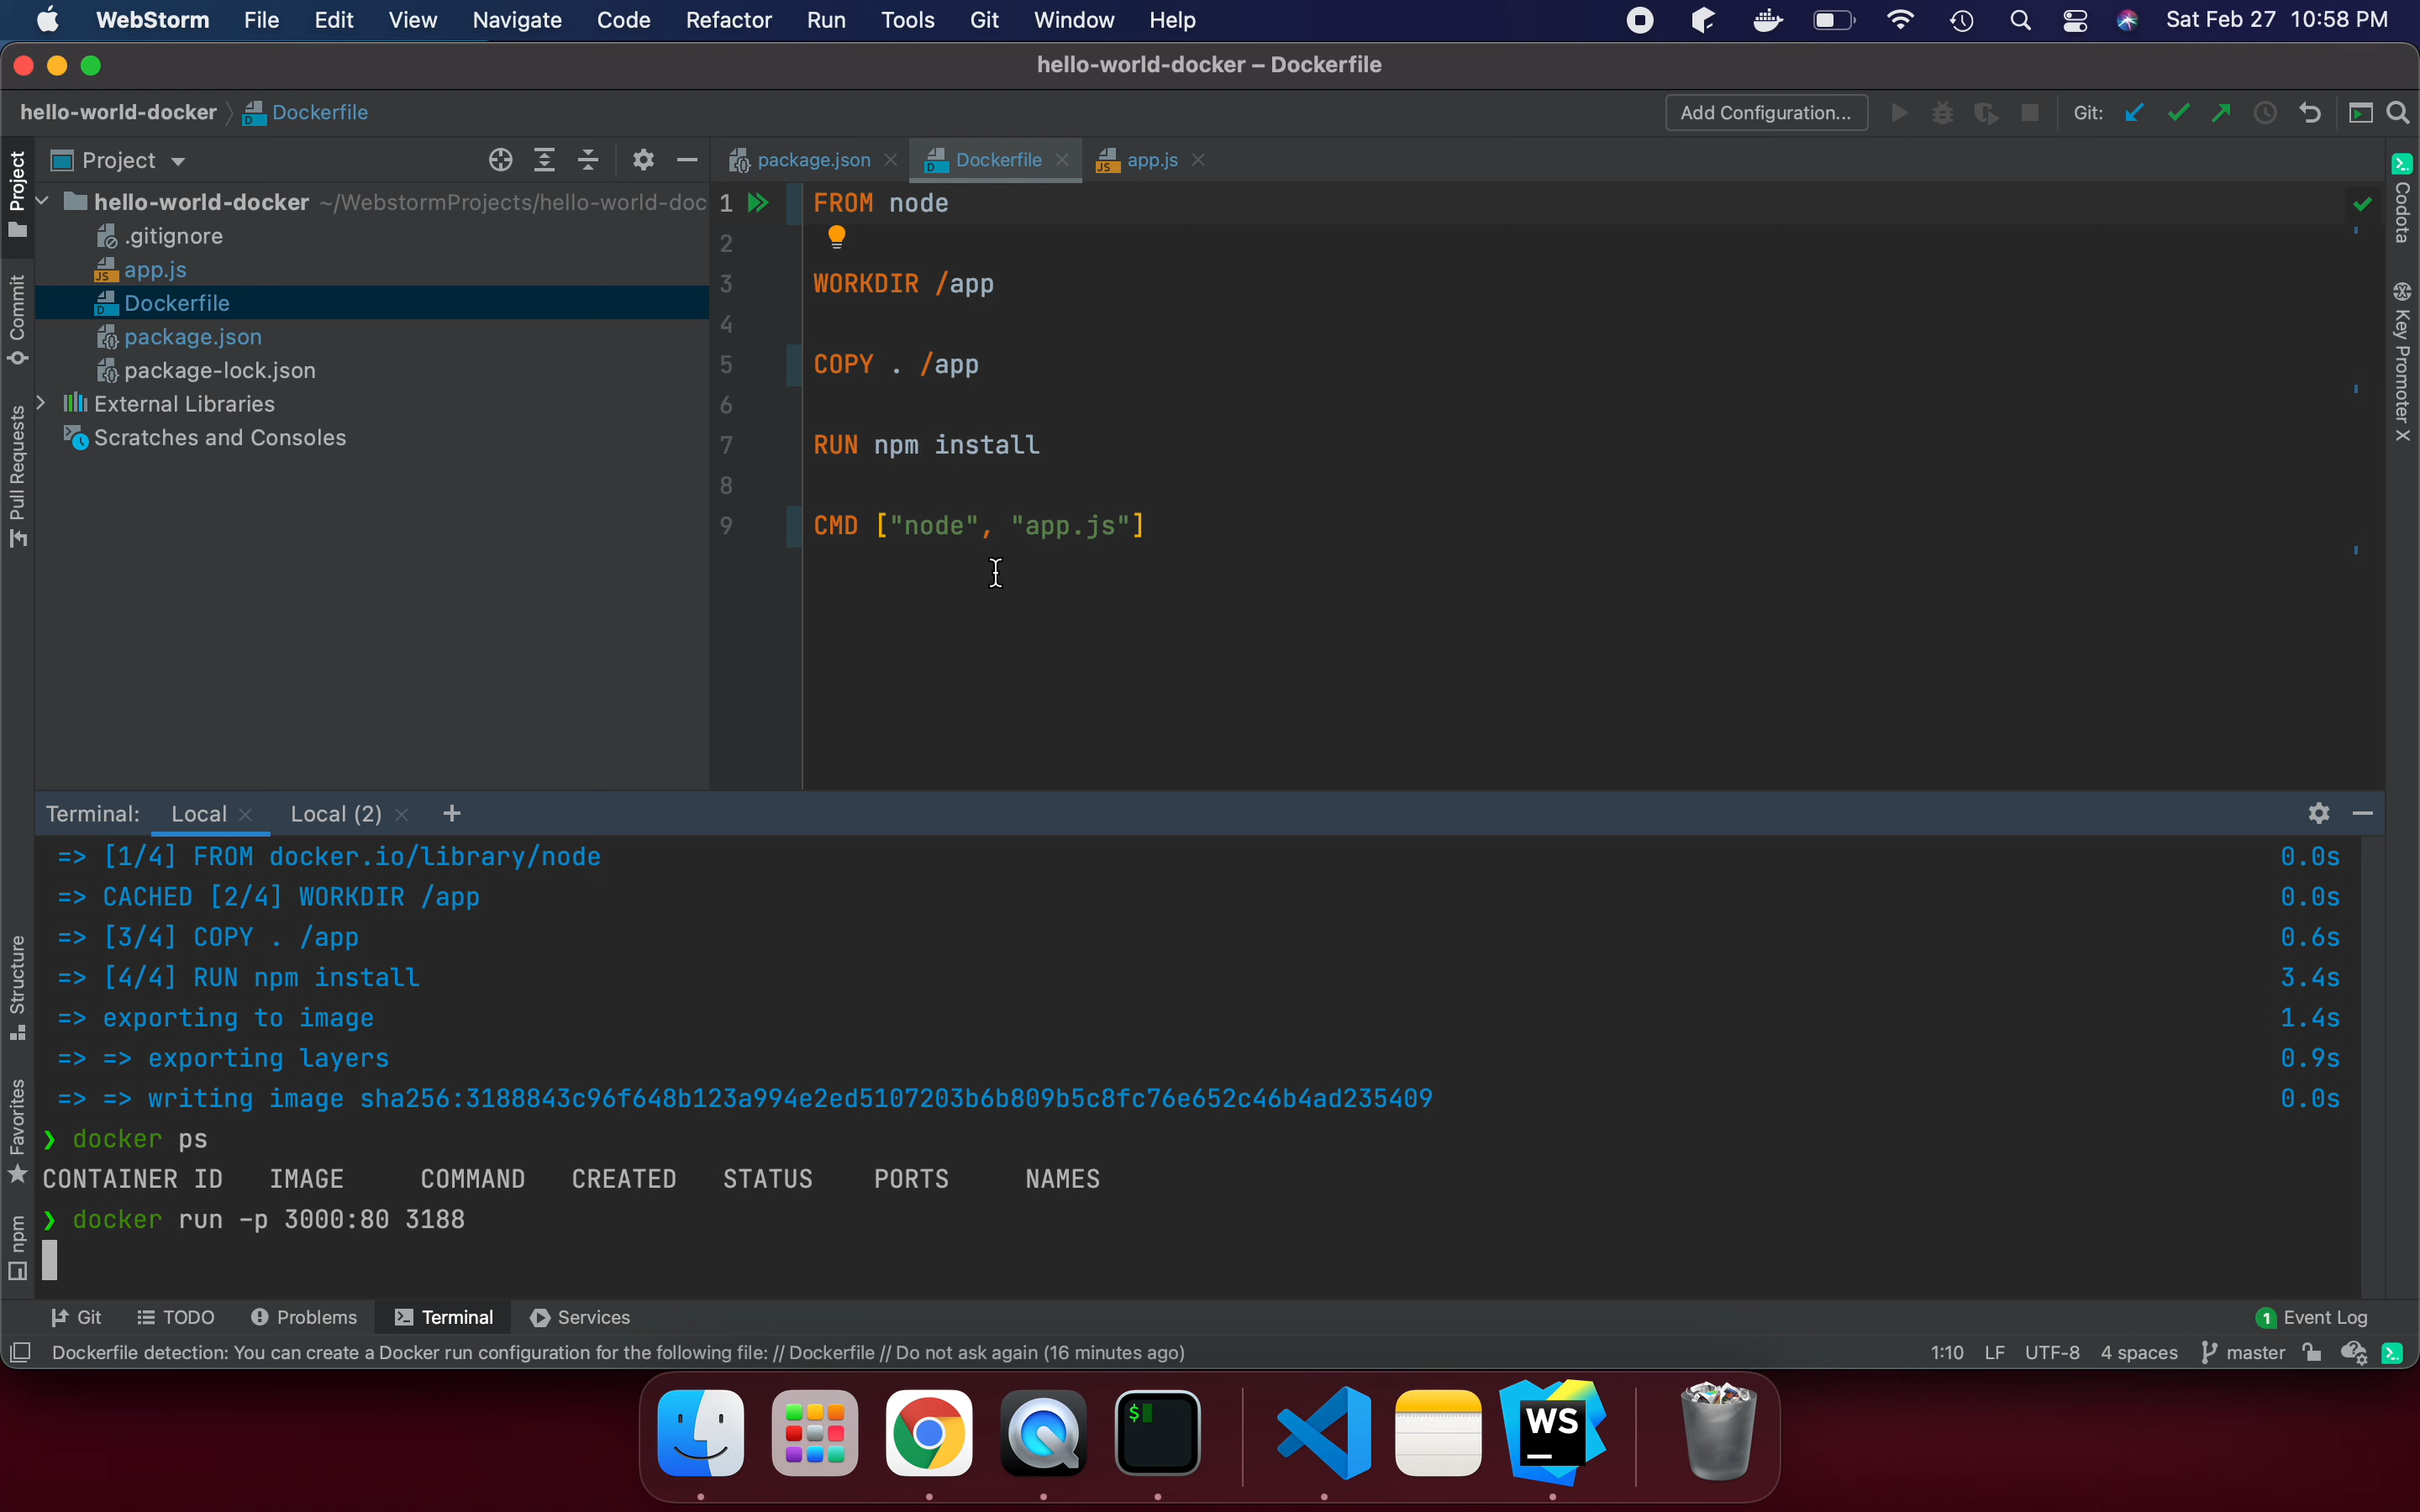 WebStorm File Edit View Navigate Code Refactor Run Tools Git Window Help Sat Feb 27 10:58 PM
hello-world-docker – Dockerfile
hello-world-docker Dockerfile Add Configuration... Git:
Project
package.json Dockerfile app.js
hello-world-docker ~/WebstormProjects/hello-world-doc
.gitignore
app.js
Dockerfile
package.json
package-lock.json
External Libraries
Scratches and Consoles
1 FROM node
2
3 WORKDIR /app
4
5 COPY . /app
6
7 RUN npm install
8
9 CMD ["node", "app.js"]
Project
Commit
Pull Requests
Structure
Favorites
npm
Codota
Key Promoter X
Terminal: Local Local (2) +
=> [1/4] FROM docker.io/library/node 0.0s
=> CACHED [2/4] WORKDIR /app 0.0s
=> [3/4] COPY . /app 0.6s
=> [4/4] RUN npm install 3.4s
=> exporting to image 1.4s
=> => exporting layers 0.9s
=> => writing image sha256:3188843c96f648b123a994e2ed5107203b6b809b5c8fc76e652c46b4ad235409 0.0s
❯ docker ps
CONTAINER ID IMAGE COMMAND CREATED STATUS PORTS NAMES
❯ docker run -p 3000:80 3188
Git TODO Problems Terminal Services 1 Event Log
Dockerfile detection: You can create a Docker run configuration for the following file: // Dockerfile // Do not ask again (16 minutes ago) 1:10 LF UTF-8 4 spaces master
$
WS